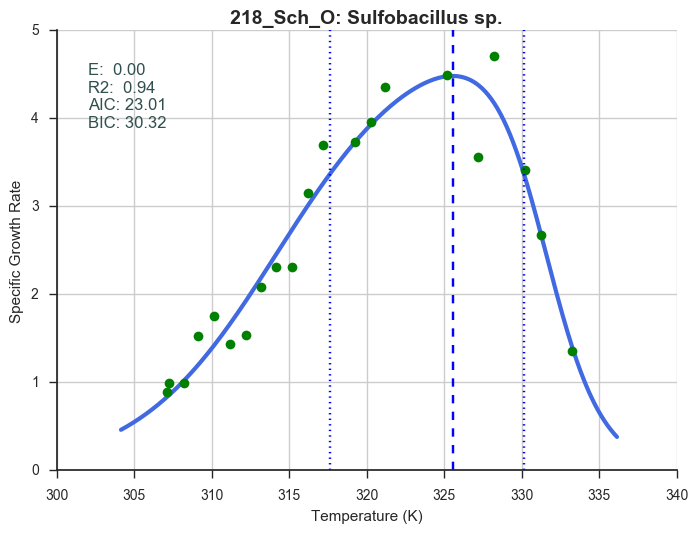 218_Sch_O: Sulfobacillus sp.
E:  0.00
R2:  0.94
AIC: 23.01
BIC: 30.32
Specific Growth Rate
5
4
3
2
1
0
300 305 310 315 320 325 330 335 340
Temperature (K)